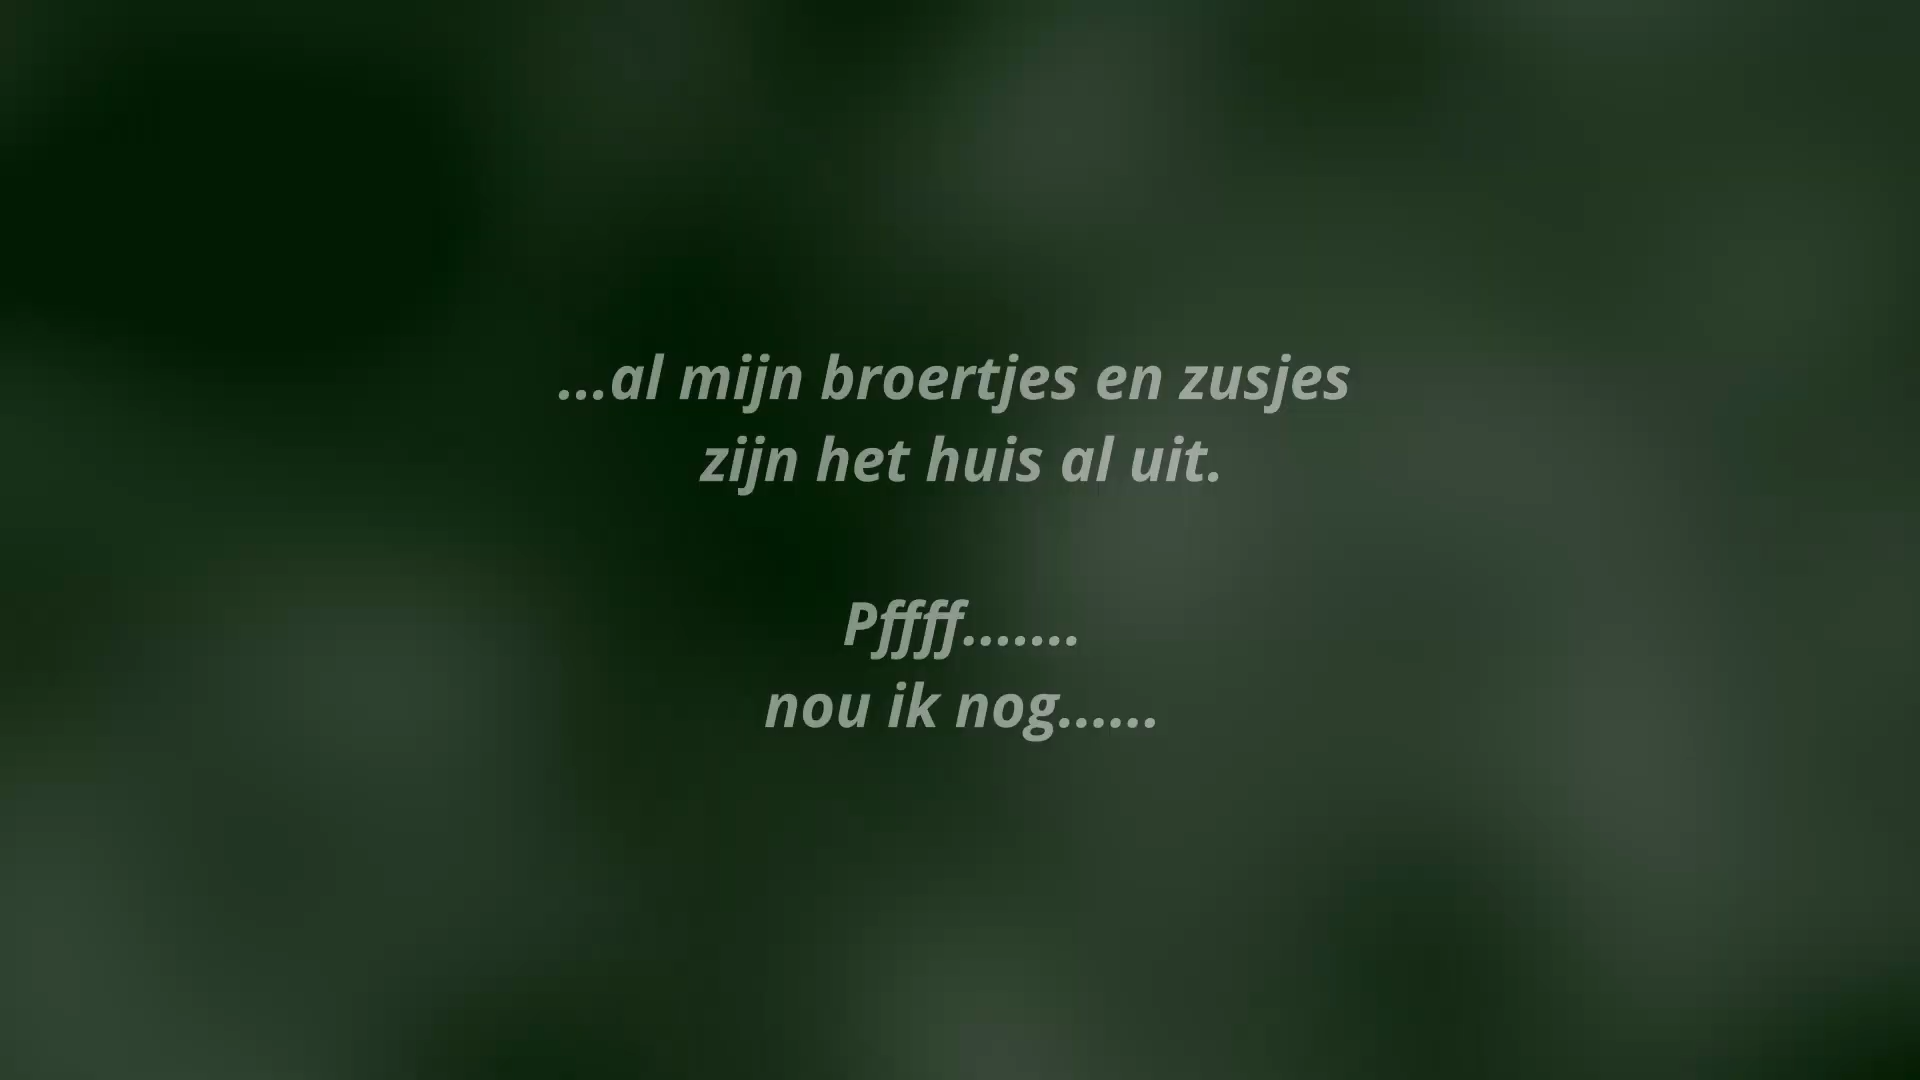 ...al mijn broertjes en zusjes
zijn het huis al uit.
Pffff.......
nou ik nog......